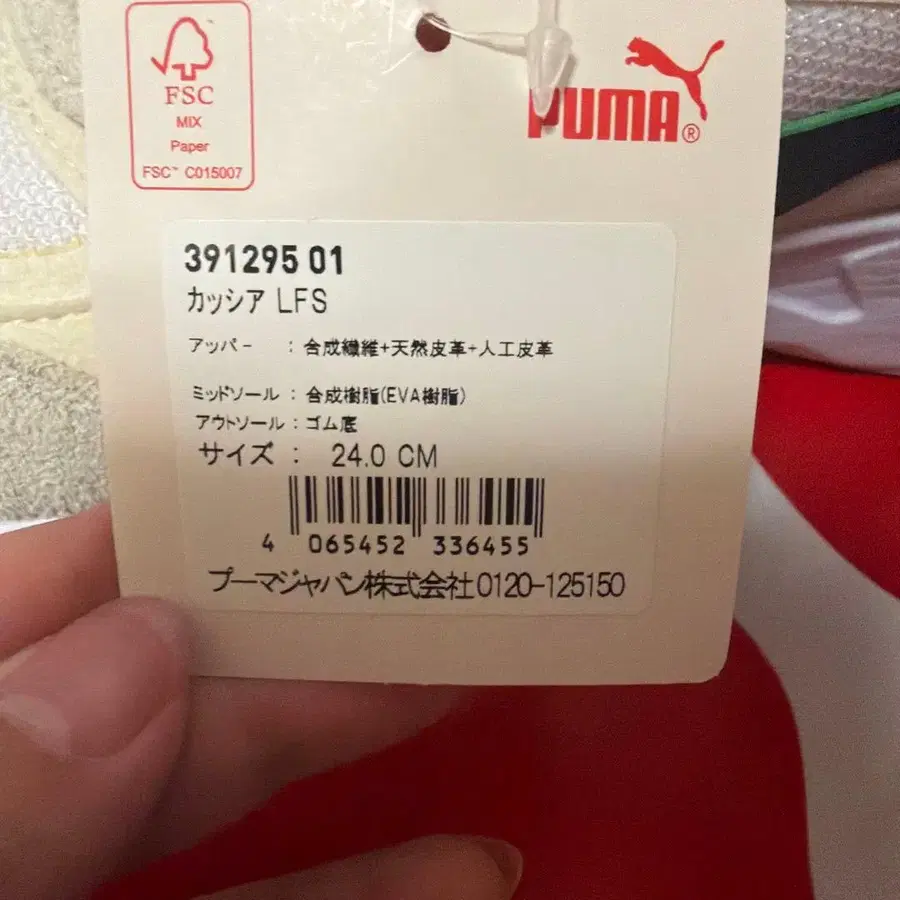 FSC
MIX
Paper
FSC™ C015007
PUMA®
391295 01
カッシア LFS
アッパー : 合成繊維+天然皮革+人工皮革
ミッドソール : 合成樹脂(EVA樹脂)
アウトソール : ゴム底
サイズ : 24.0 CM
4 065452 336455
プーマジャパン株式会社0120-125150